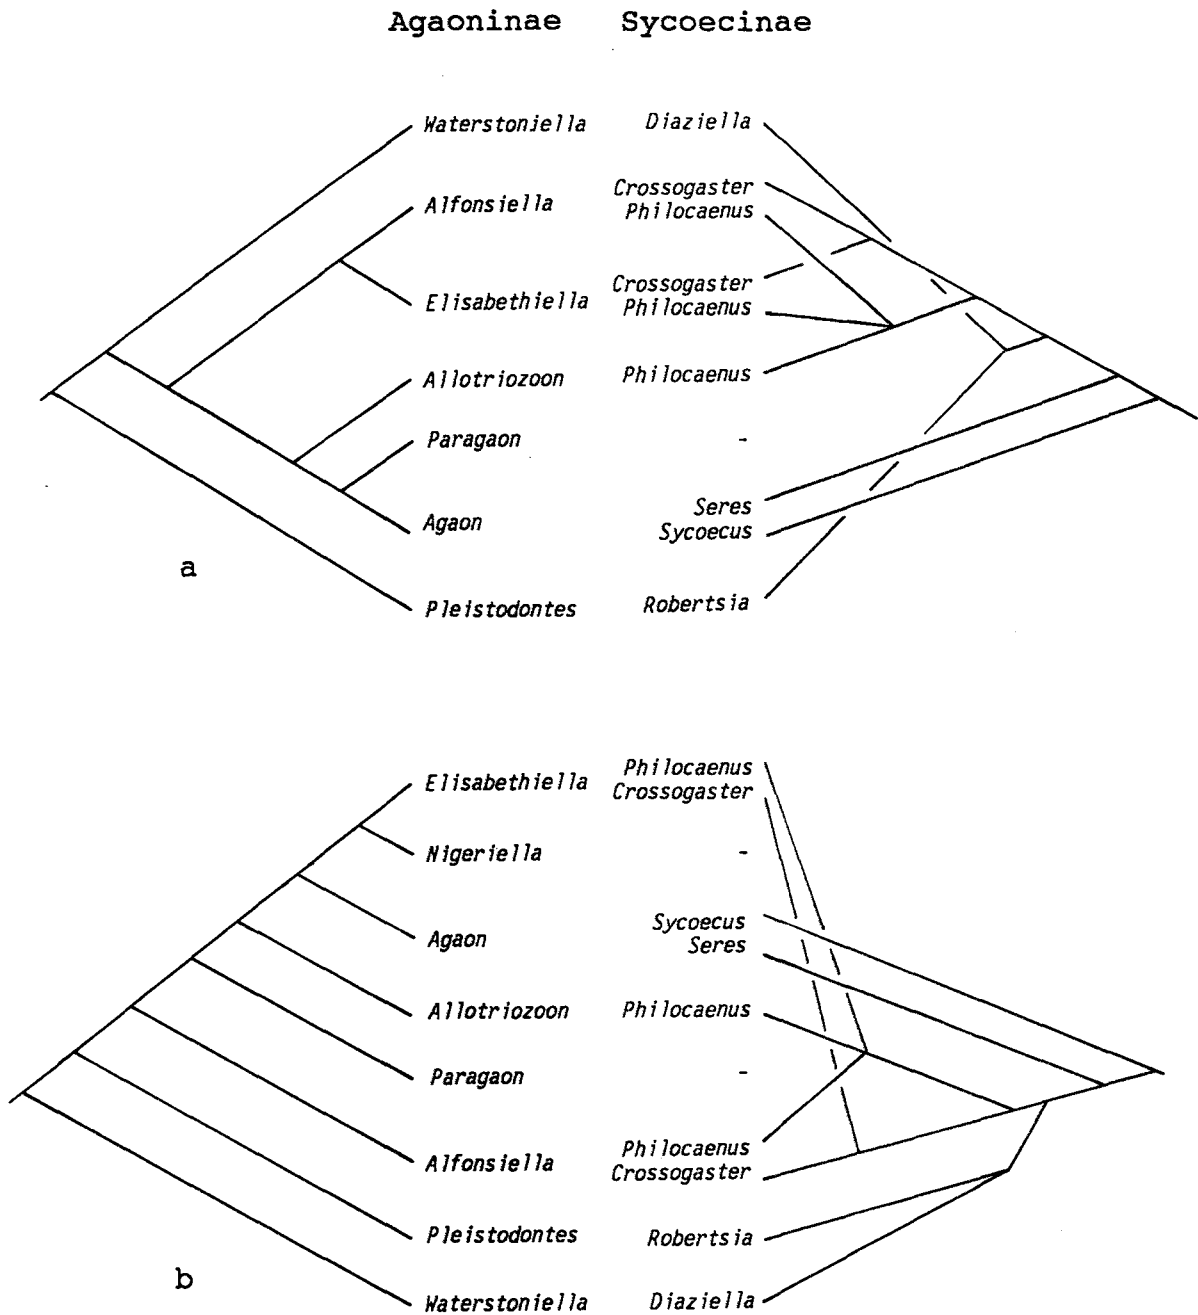 Agaoninae Sycoecinae
Waterstoniella Diaziella
Crossogaster
Alfonsiella Philocaenus
Crossogaster
Elisabethiella Philocaenus
Allotriozoon Philocaenus
Paragaon -
Seres
Agaon Sycoecus
a
Pleistodontes Robertsia
Elisabethiella Philocaenus
Crossogaster
Nigeriella -
Sycoecus
Agaon Seres
Allotriozoon Philocaenus
Paragaon -
Philocaenus
Alfonsiella Crossogaster
Pleistodontes Robertsia
b
Waterstoniella Diaziella